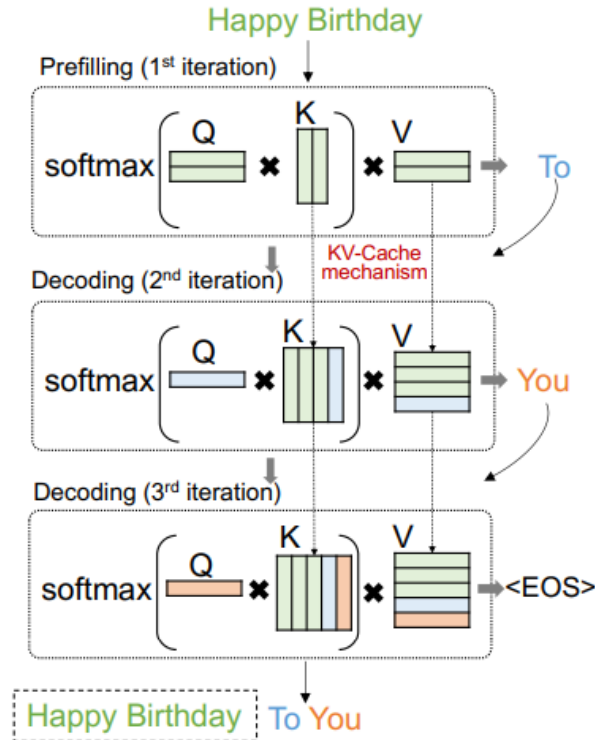 Happy Birthday
Prefilling (1st iteration)
softmax ( Q ✖ K ) ✖ V To
KV-Cache
mechanism
Decoding (2nd iteration)
softmax ( Q ✖ K ) ✖ V You
Decoding (3rd iteration)
softmax ( Q ✖ K ) ✖ V <EOS>
Happy Birthday To You